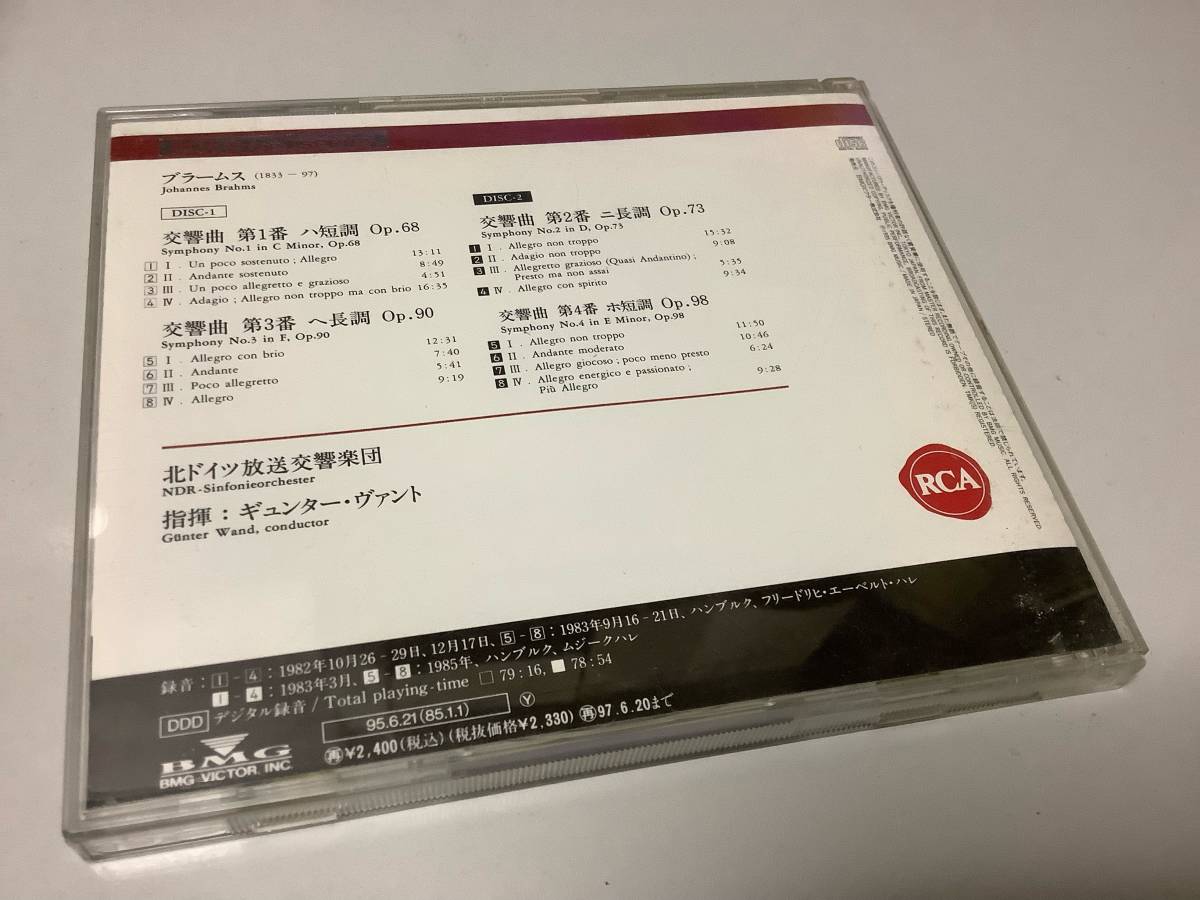 ブラームス (1833 - 97)
Johannes Brahms
DISC-1
交響曲 第1番 ハ短調 Op.68
Symphony No.1 in C Minor, Op.68
1 I. Un poco sostenuto ; Allegro 13:11
2 II. Andante sostenuto 8:49
3 III. Un poco allegretto e grazioso 4:51
4 IV. Adagio ; Allegro non troppo ma con brio 16:35
交響曲 第3番 ヘ長調 Op.90
Symphony No.3 in F, Op.90
5 I. Allegro con brio 12:31
6 II. Andante 7:40
7 III. Poco allegretto 5:41
8 IV. Allegro 9:19
DISC-2
交響曲 第2番 ニ長調 Op.73
Symphony No.2 in D, Op.73
1 I. Allegro non troppo 15:32
2 II. Adagio non troppo 9:08
3 III. Allegretto grazioso (Quasi Andantino) ;
Presto ma non assai 5:35
4 IV. Allegro con spirito 9:34
交響曲 第4番 ホ短調 Op.98
Symphony No.4 in E Minor, Op.98
5 I. Allegro non troppo 11:50
6 II. Andante moderato 10:46
7 III. Allegro giocoso ; poco meno presto 6:24
8 IV. Allegro energico e passionato ;
Più Allegro 9:28
北ドイツ放送交響楽団
NDR-Sinfonieorchester
指揮 : ギュンター・ヴァント
Günter Wand, conductor
RCA
録音 : 1 - 4 : 1982年10月26-29日、12月17日、5 - 8 : 1983年9月16-21日、ハンブルク、フリードリヒ・エーベルト・ハレ
1 - 4 : 1983年3月、5 - 8 : 1985年、ハンブルク、ムジークハレ
DDD デジタル録音 / Total playing-time □ 79 : 16, ■ 78 : 54
95.6.21 (85.1.1) Ⓨ
再 ¥2,400(税込) (税抜価格¥2,330) 再97.6.20まで
BMG
BMG VICTOR, INC.